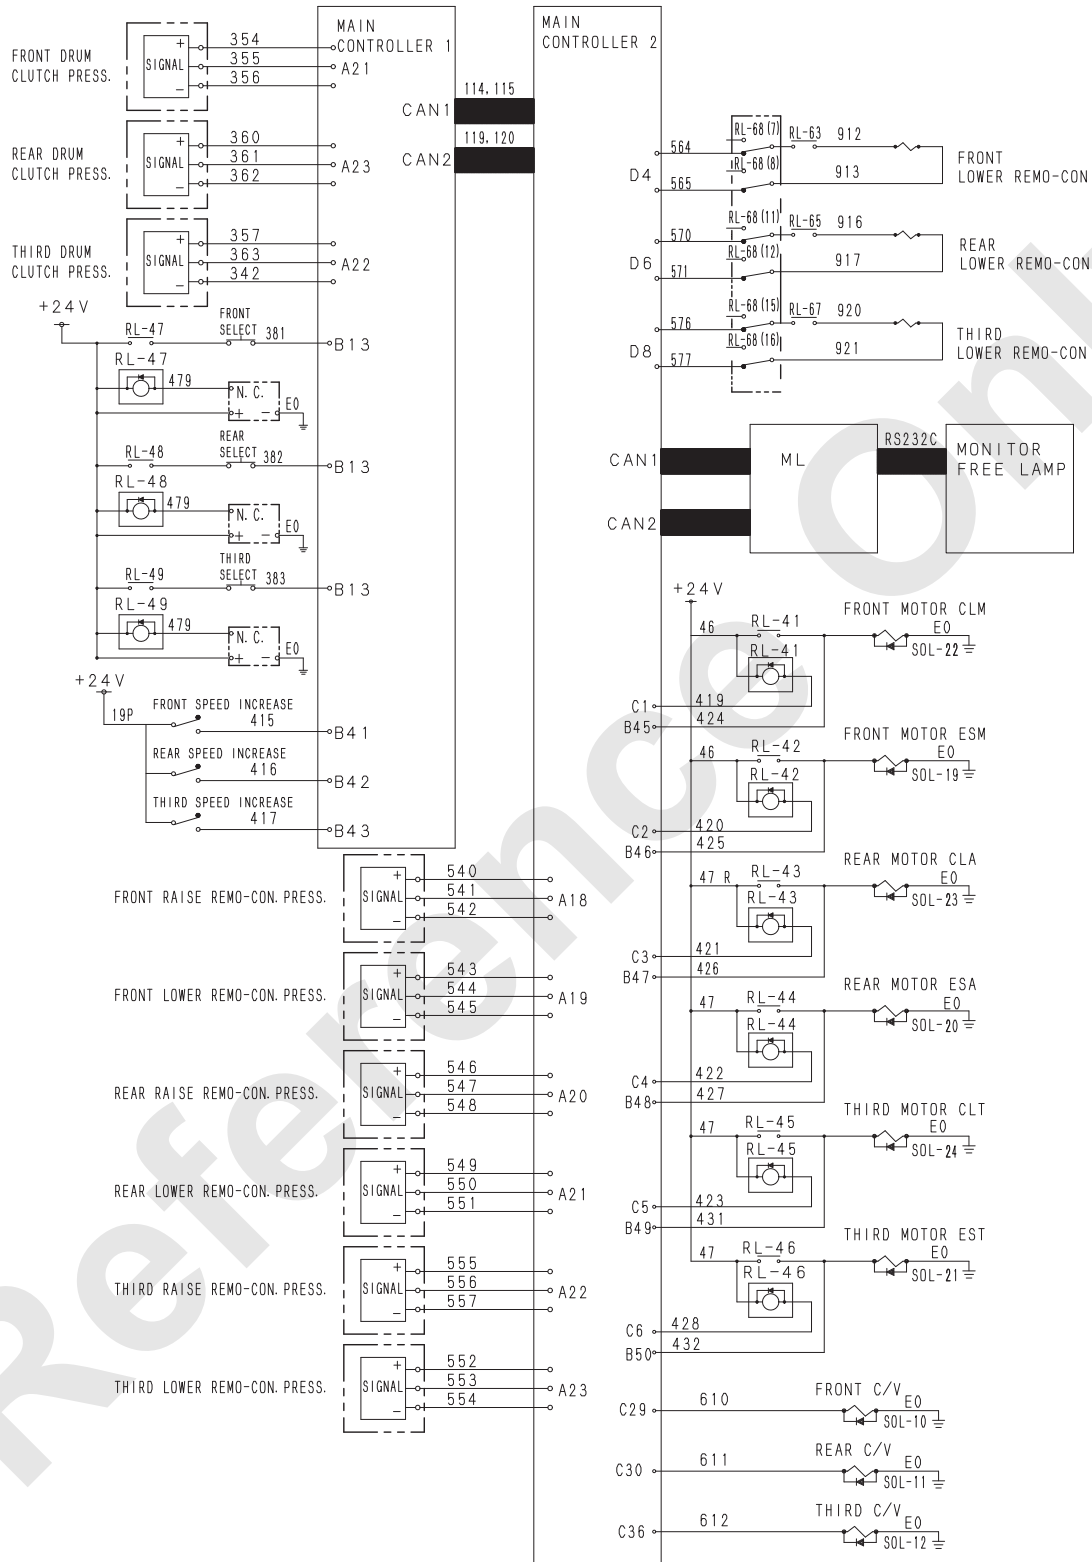 MAIN
CONTROLLER 1
MAIN
CONTROLLER 2
FRONT DRUM
CLUTCH PRESS.
+
SIGNAL
−
354
355
356
A21
REAR DRUM
CLUTCH PRESS.
+
SIGNAL
−
360
361
362
A23
THIRD DRUM
CLUTCH PRESS.
+
SIGNAL
−
357
363
342
A22
CAN1
114, 115
CAN2
119, 120
+24V
RL-47
FRONT
SELECT
381
B13
RL-47
479
N. C.
+ −
E0
RL-48
REAR
SELECT
382
B13
RL-48
479
N. C.
+ −
E0
RL-49
THIRD
SELECT
383
B13
RL-49
479
N. C.
+ −
E0
+24V
19P
FRONT SPEED INCREASE
415
B41
REAR SPEED INCREASE
416
B42
THIRD SPEED INCREASE
417
B43
FRONT RAISE REMO-CON. PRESS.
+
SIGNAL
−
540
541
542
A18
FRONT LOWER REMO-CON. PRESS.
+
SIGNAL
−
543
544
545
A19
REAR RAISE REMO-CON. PRESS.
+
SIGNAL
−
546
547
548
A20
REAR LOWER REMO-CON. PRESS.
+
SIGNAL
−
549
550
551
A21
THIRD RAISE REMO-CON. PRESS.
+
SIGNAL
−
555
556
557
A22
THIRD LOWER REMO-CON. PRESS.
+
SIGNAL
−
552
553
554
A23
D4
564
565
RL-68(7)
RL-68(8)
RL-63
912
913
FRONT
LOWER REMO-CON
D6
570
571
RL-68(11)
RL-68(12)
RL-65
916
917
REAR
LOWER REMO-CON
D8
576
577
RL-68(15)
RL-68(16)
RL-67
920
921
THIRD
LOWER REMO-CON
CAN1
CAN2
ML
RS232C
MONITOR
FREE LAMP
+24V
46
RL-41
RL-41
FRONT MOTOR CLM
E0
SOL-22
C1
419
B45
424
46
RL-42
RL-42
FRONT MOTOR ESM
E0
SOL-19
C2
420
B46
425
47 R
RL-43
RL-43
REAR MOTOR CLA
E0
SOL-23
C3
421
B47
426
47
RL-44
RL-44
REAR MOTOR ESA
E0
SOL-20
C4
422
B48
427
47
RL-45
RL-45
THIRD MOTOR CLT
E0
SOL-24
C5
423
B49
431
47
RL-46
RL-46
THIRD MOTOR EST
E0
SOL-21
C6
428
B50
432
C29
610
FRONT C/V
E0
SOL-10
C30
611
REAR C/V
E0
SOL-11
C36
612
THIRD C/V
E0
SOL-12
Reference Onl